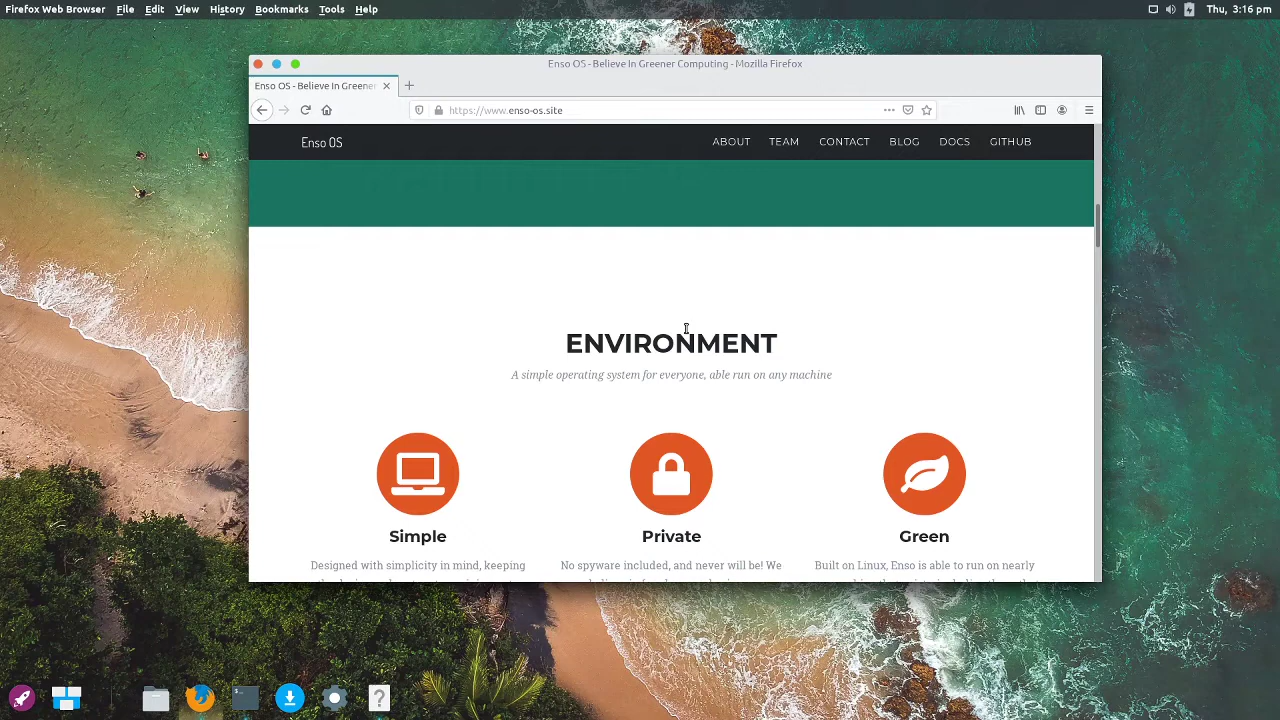 Firefox Web Browser File Edit View History Bookmarks Tools Help Thu, 3:16 pm
Enso OS - Believe In Greener Computing - Mozilla Firefox
Enso OS - Believe In Greener
https://www.enso-os.site
Enso OS ABOUT TEAM CONTACT BLOG DOCS GITHUB
ENVIRONMENT
A simple operating system for everyone, able run on any machine
Simple Private Green
Designed with simplicity in mind, keeping No spyware included, and never will be! We Built on Linux, Enso is able to run on nearly